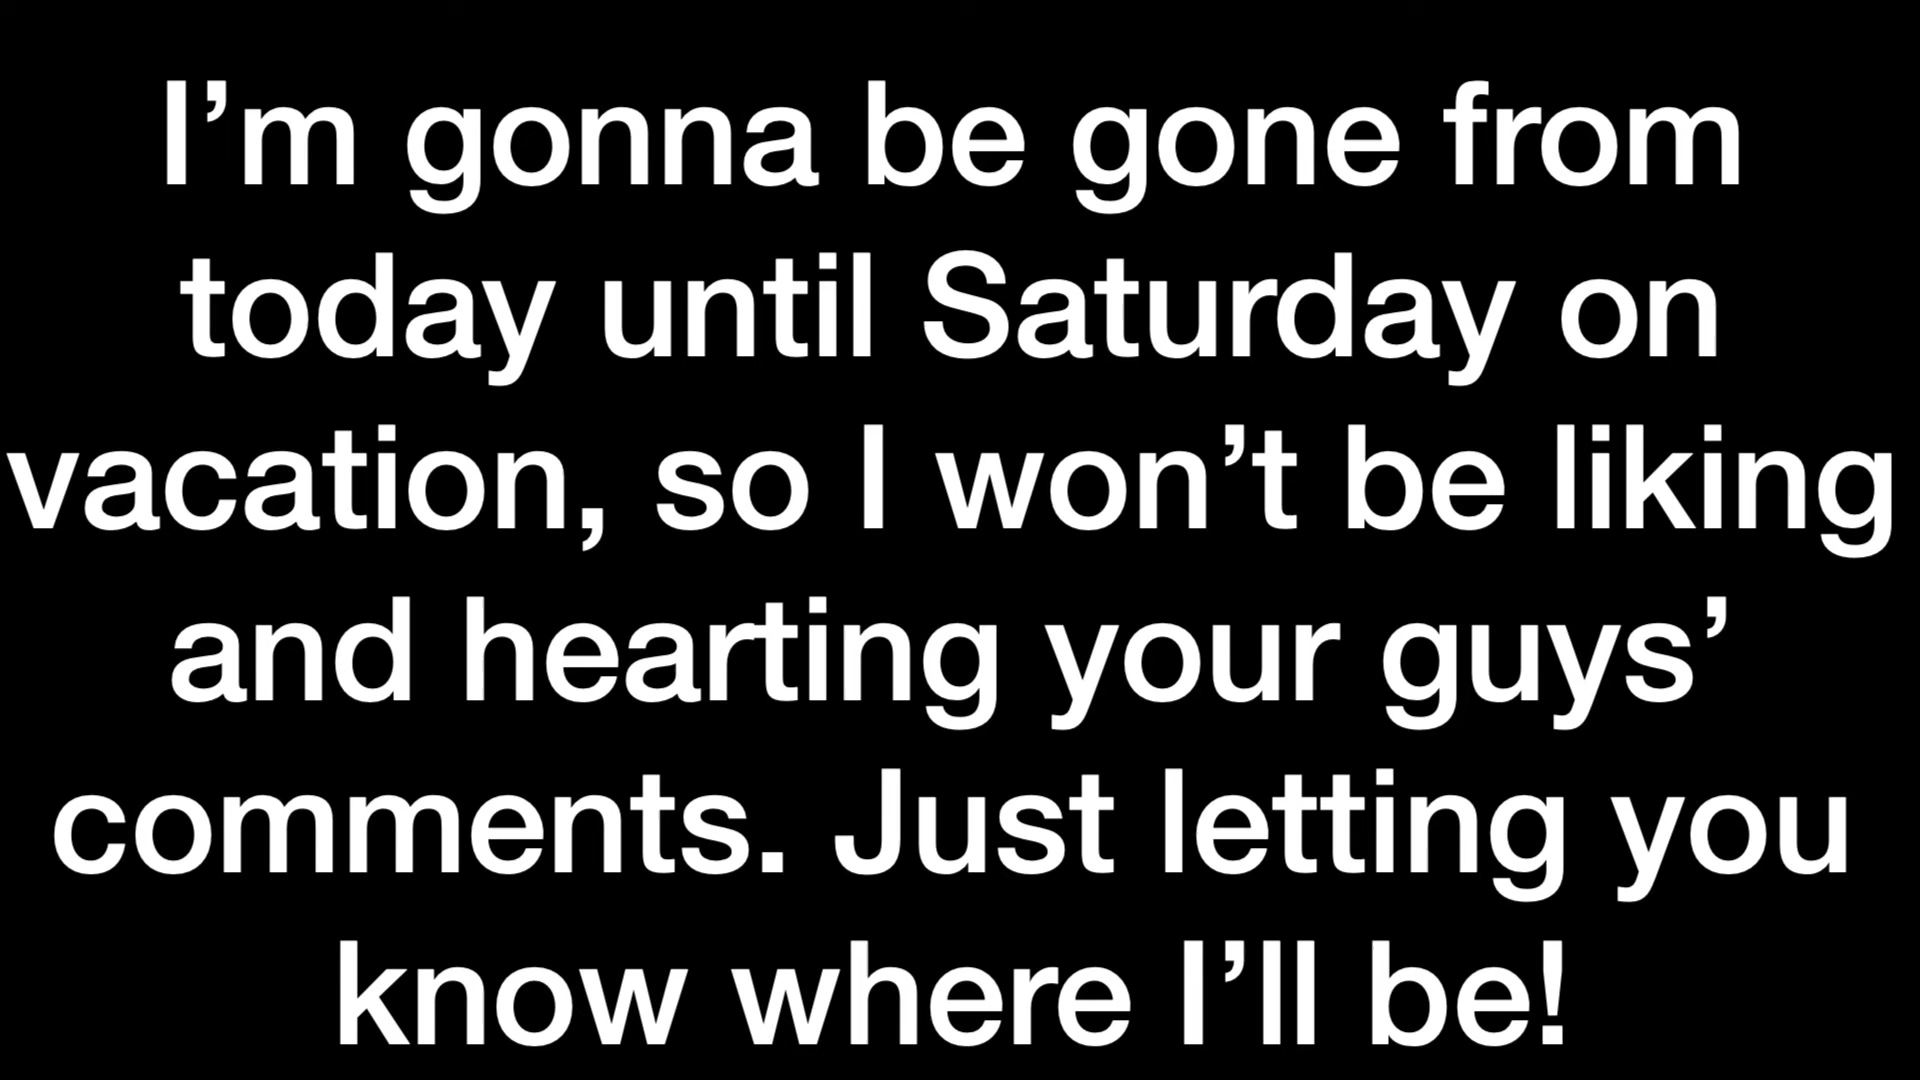 I’m gonna be gone from
today until Saturday on
vacation, so I won’t be liking
and hearting your guys’
comments. Just letting you
know where I’ll be!